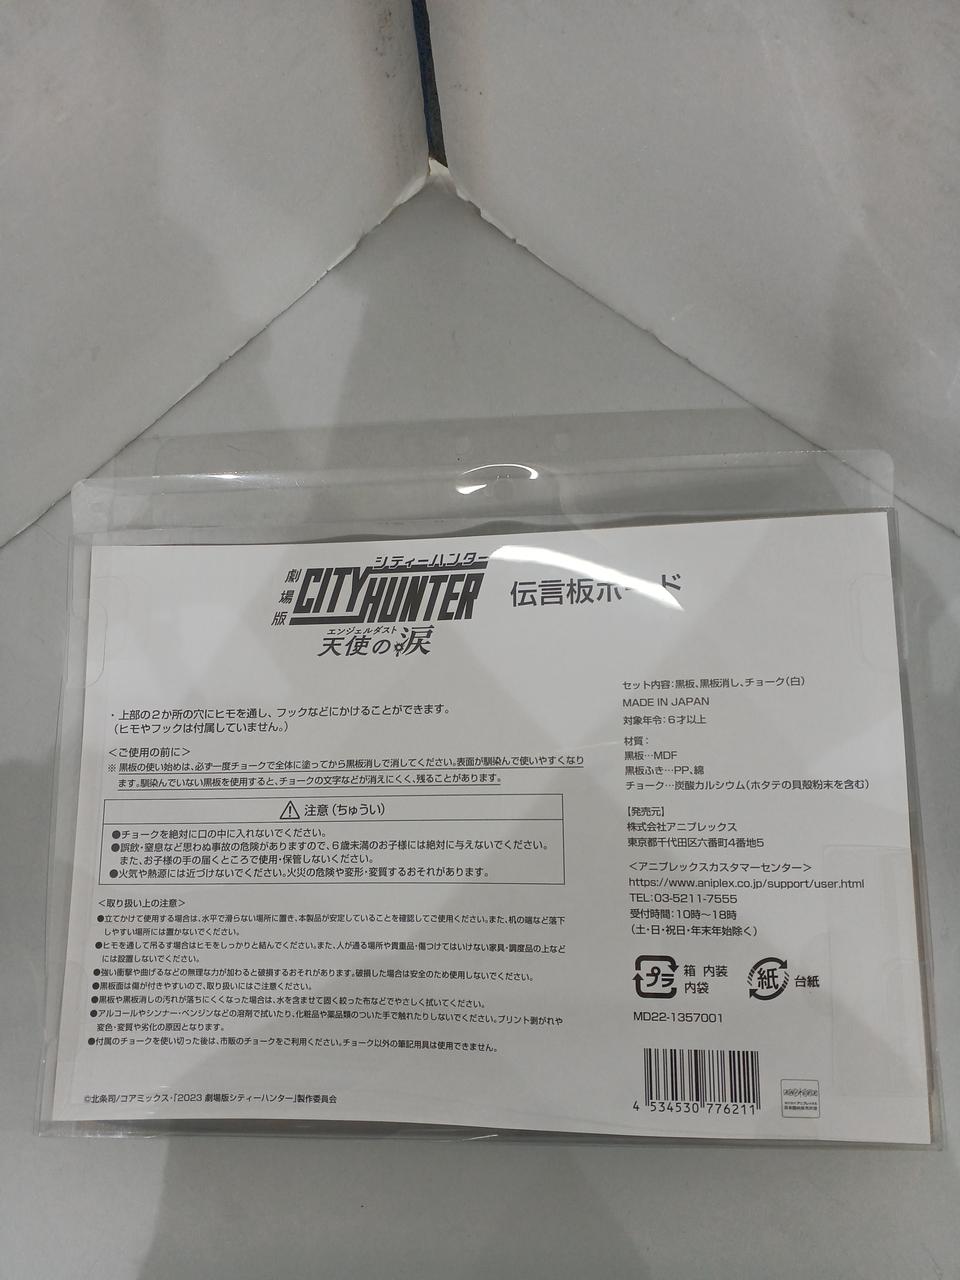 劇場版
シティーハンター
CITY HUNTER
エンジェルダスト
天使の涙
伝言板ボード
・上部の2か所の穴にヒモを通し、フックなどにかけることができます。
(ヒモやフックは付属していません。)
<ご使用の前に>
※黒板の使い始めは、必ず一度チョークで全体に塗ってから黒板消しで消してください。表面が馴染んで使いやすくなり
ます。馴染んでいない黒板を使用すると、チョークの文字などが消えにくく、残ることがあります。
注意(ちゅうい)
●チョークを絶対に口の中に入れないでください。
●誤飲・窒息など思わぬ事故の危険がありますので、6歳未満のお子様には絶対に与えないでください。
また、お子様の手の届くところで使用・保管しないください。
●火気や熱源には近づけないでください。火災の危険や変形・変質するおそれがあります。
<取り扱い上の注意>
●立てかけて使用する場合は、水平で滑らない場所に置き、本製品が安定していることを確認してご使用ください。また、机の端など落下
しやすい場所には置かないでください。
●ヒモを通して吊るす場合はヒモをしっかりと結んでください。また、人が通る場所や貴重品・傷つけてはいけない家具・調度品の上など
には設置しないでください。
●強い衝撃や曲げるなどの無理な力が加わると破損するおそれがあります。破損した場合は安全のため使用しないでください。
●黒板面は傷が付きやすいので、取り扱いにはご注意ください。
●黒板や黒板消しの汚れが落ちにくくなった場合は、水を含ませて固く絞った布などでやさしく拭いてください。
●アルコールやシンナー・ベンジンなどの溶剤で拭いたり、化粧品や薬品類のついた手で触れたりしないでください。プリント剥がれや
変色・変質や劣化の原因となります。
●付属のチョークを使い切った後は、市販のチョークをご利用ください。チョーク以外の筆記用具は使用できません。
©北条司/コアミックス・「2023 劇場版シティーハンター」製作委員会
セット内容:黒板、黒板消し、チョーク(白)
MADE IN JAPAN
対象年令:6才以上
材質:
黒板…MDF
黒板ふき…PP、綿
チョーク…炭酸カルシウム(ホタテの貝殻粉末を含む)
【発売元】
株式会社アニプレックス
東京都千代田区六番町4番地5
<アニプレックスカスタマーセンター>
https://www.aniplex.co.jp/support/user.html
TEL:03-5211-7555
受付時間:10時~18時
(土・日・祝日・年末年始除く)
プラ 箱 内装
内袋
紙 台紙
MD22-1357001
4 534530 776211